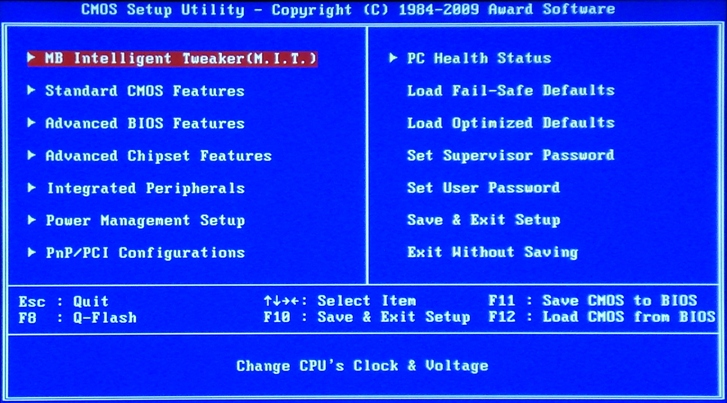 CMOS Setup Utility - Copyright (C) 1984-2009 Award Software
MB Intelligent Tweaker(M.I.T.)
Standard CMOS Features
Advanced BIOS Features
Advanced Chipset Features
Integrated Peripherals
Power Management Setup
PnP/PCI Configurations
PC Health Status
Load Fail-Safe Defaults
Load Optimized Defaults
Set Supervisor Password
Set User Password
Save & Exit Setup
Exit Without Saving
Esc : Quit
↑↓→←: Select Item
F11 : Save CMOS to BIOS
F8 : Q-Flash
F10 : Save & Exit Setup
F12 : Load CMOS from BIOS
Change CPU's Clock & Voltage